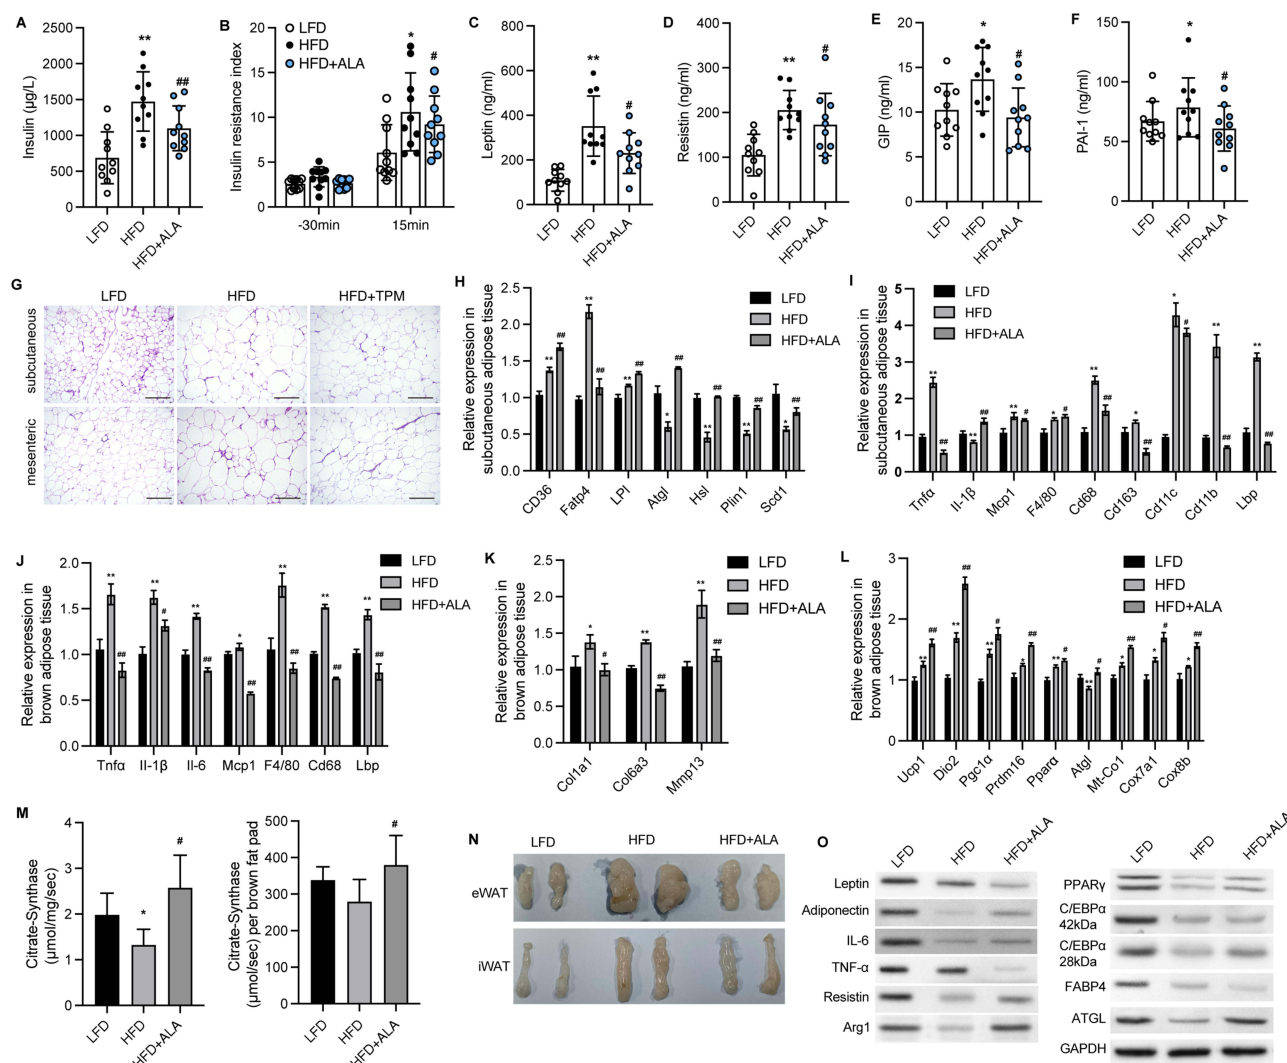 A
Insulin (µg/L)
2500
2000
1500
1000
500
0
**
##
LFD
HFD
HFD+ALA
B
Insulin resistance index
20
15
10
5
0
LFD
HFD
HFD+ALA
*
#
-30min
15min
C
Leptin (ng/ml)
800
600
400
200
0
**
#
LFD
HFD
HFD+ALA
D
Resistin (ng/ml)
400
300
200
100
0
**
#
LFD
HFD
HFD+ALA
E
GIP (ng/ml)
20
15
10
5
0
*
#
LFD
HFD
HFD+ALA
F
PAI-1 (ng/ml)
150
100
50
0
*
#
LFD
HFD
HFD+ALA
G
LFD
HFD
HFD+TPM
subcutaneous
mesenteric
H
Relative expression in
subcutaneous adipose tissue
2.5
2.0
1.5
1.0
0.5
0.0
LFD
HFD
HFD+ALA
** ## ** ## ** ## * ## ** ## ** ## * ##
CD36
Fatp4
LPl
Atgl
Hsl
Plin1
Scd1
I
Relative expression in
subcutaneous adipose tissue
5
4
3
2
1
0
LFD
HFD
HFD+ALA
** ## ** ## ** # * # ** ## * ## * # ** ## ** ##
Tnfα
Il-1β
Mcp1
F4/80
Cd68
Cd163
Cd11c
Cd11b
Lbp
J
Relative expression in
brown adipose tissue
2.0
1.5
1.0
0.5
0.0
LFD
HFD
HFD+ALA
** ## ** # ** ## * ## ** ## ** ## ** ##
Tnfα
Il-1β
Il-6
Mcp1
F4/80
Cd68
Lbp
K
Relative expression in
brown adipose tissue
2.5
2.0
1.5
1.0
0.5
0.0
LFD
HFD
HFD+ALA
* # ** ## ** ##
Col1a1
Col6a3
Mmp13
L
Relative expression in
brown adipose tissue
3
2
1
0
LFD
HFD
HFD+ALA
** ## ** ## ** # * ## ** # ** # * ## * # * ##
Ucp1
Dio2
Pgc1α
Prdm16
Pparα
Atgl
Mt-Co1
Cox7a1
Cox8b
M
Citrate-Synthase
(µmol/mg/sec)
4
3
2
1
0
*
#
LFD
HFD
HFD+ALA
Citrate-Synthase
(µmol/sec) per brown fat pad
500
400
300
200
100
0
#
LFD
HFD
HFD+ALA
N
LFD
HFD
HFD+ALA
eWAT
iWAT
O
LFD
HFD
HFD+ALA
Leptin
Adiponectin
IL-6
TNF-α
Resistin
Arg1
LFD
HFD
HFD+ALA
PPARγ
C/EBPα
42kDa
C/EBPα
28kDa
FABP4
ATGL
GAPDH